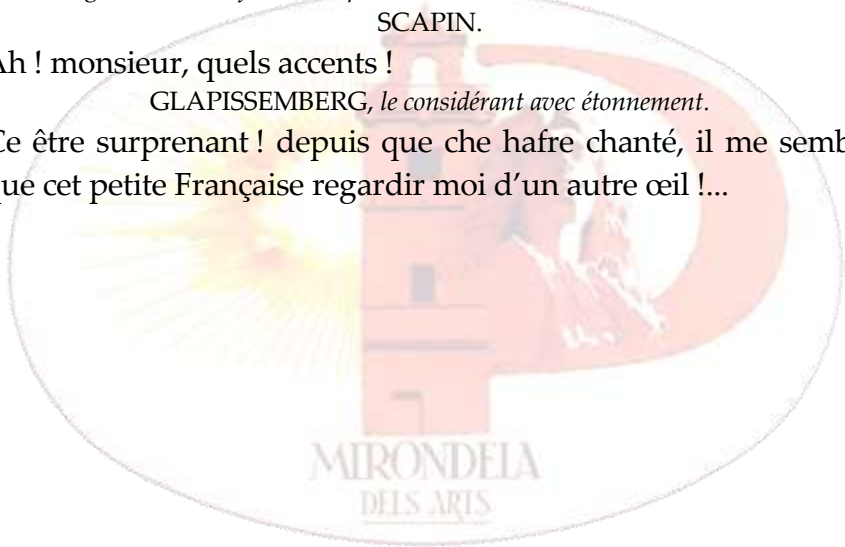 SCAPIN.
Ah ! monsieur, quels accents !
GLAPISSEMBERG, le considérant avec étonnement.
Ce être surprenant ! depuis que che hafre chanté, il me semb
que cet petite Française regardir moi d’un autre œil !...
MIRONDELA
DELS ARTS